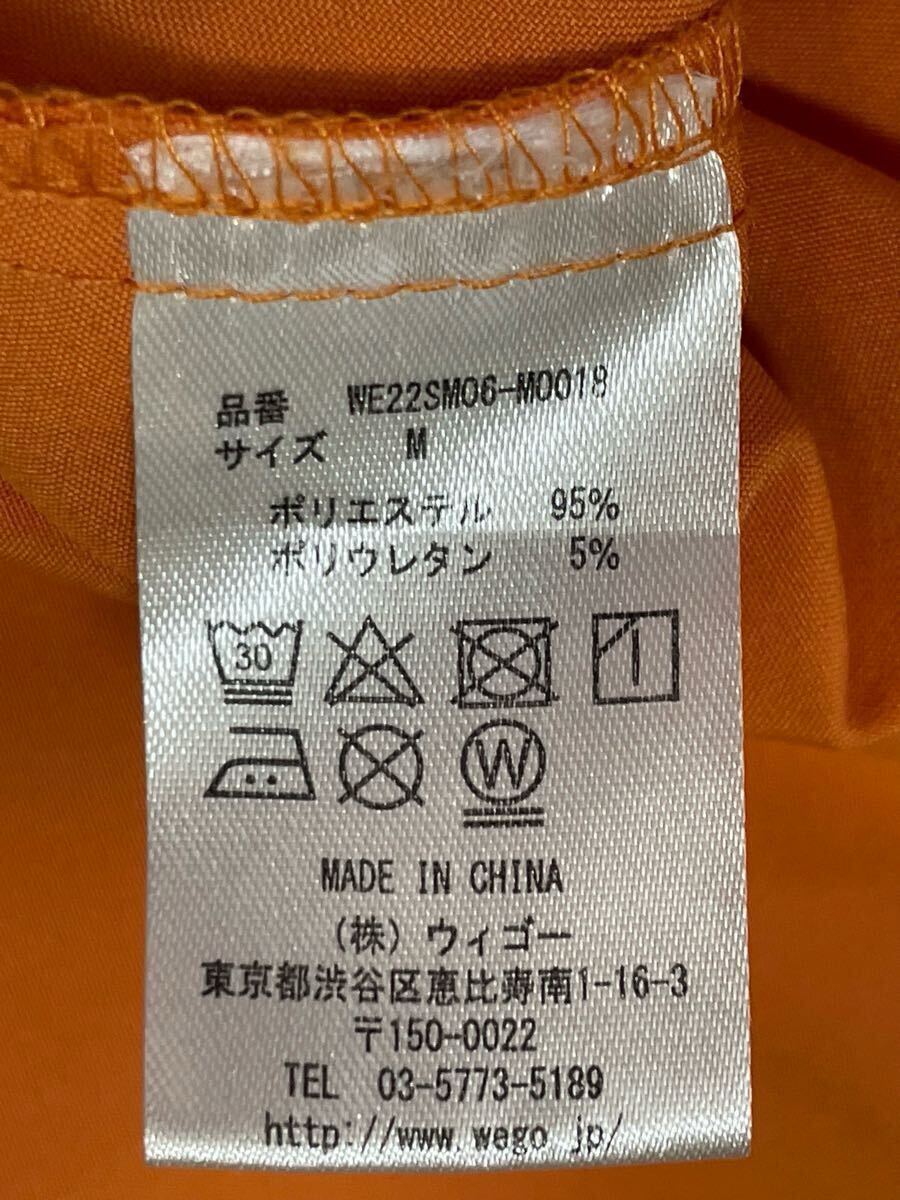 品番 WE22SM06-M0018
サイズ M
ポリエステル 95%
ポリウレタン 5%
30
W
MADE IN CHINA
(株) ウィゴー
東京都渋谷区恵比寿南1-16-3
〒150-0022
TEL 03-5773-5189
http://www.wego.jp/